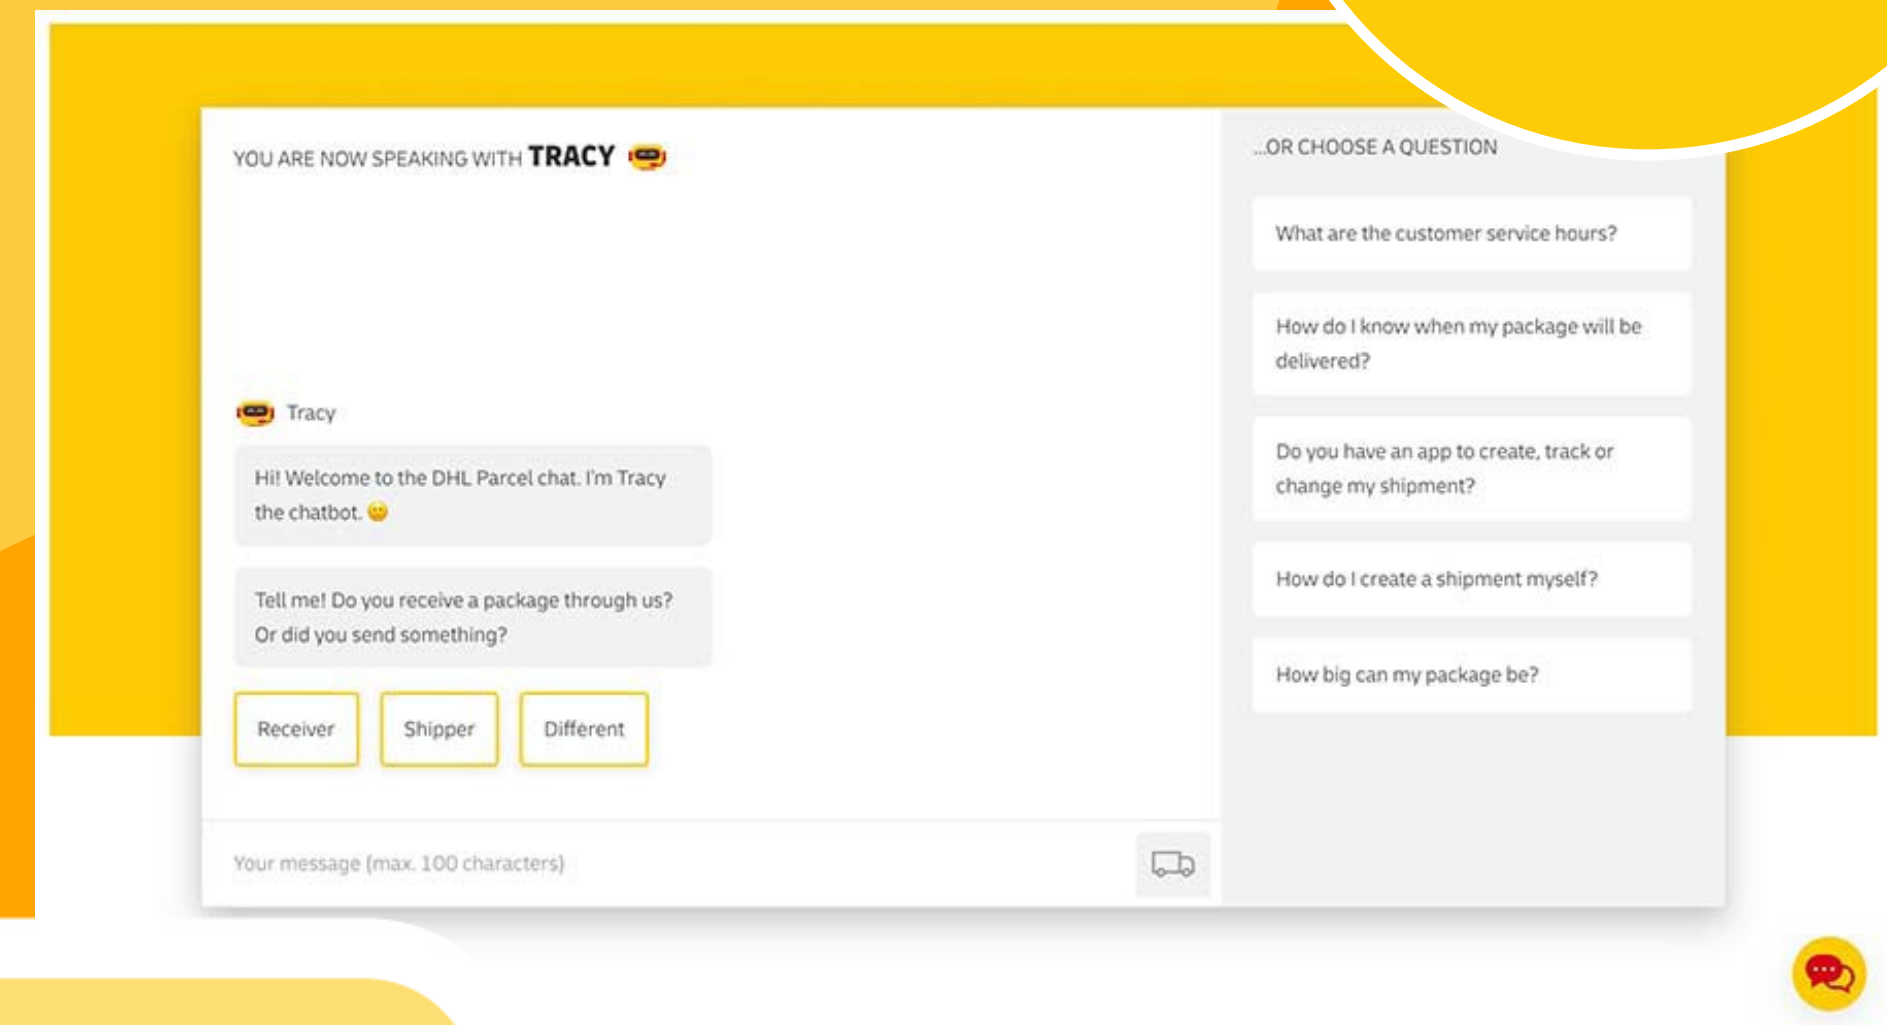 YOU ARE NOW SPEAKING WITH TRACY
Tracy
Hi! Welcome to the DHL Parcel chat. I'm Tracy
the chatbot.
Tell me! Do you receive a package through us?
Or did you send something?
Receiver
Shipper
Different
Your message (max. 100 characters)
...OR CHOOSE A QUESTION
What are the customer service hours?
How do I know when my package will be
delivered?
Do you have an app to create, track or
change my shipment?
How do I create a shipment myself?
How big can my package be?